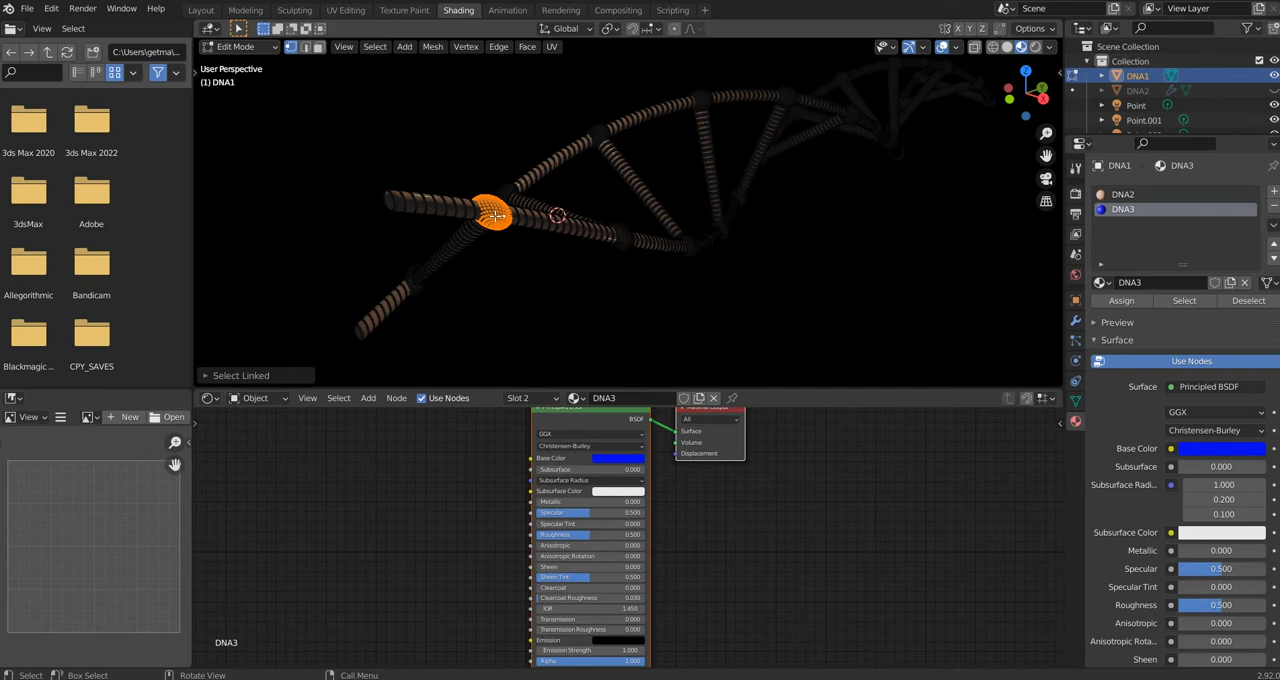 File Edit Render Window Help Layout Modeling Sculpting UV Editing Texture Paint Shading Animation Rendering Compositing Scripting Scene View Layer
View Select Edit Mode View Select Add Mesh Vertex Edge Face UV Global X Y Z Options
C:\Users\getma...
User Perspective
(1) DNA1
3ds Max 2020 3ds Max 2022
3dsMax Adobe
Allegorithmic Bandicam
Blackmagic ... CPY_SAVES
Select Linked
Scene Collection
Collection
DNA1
DNA2
Point
Point.001
DNA1 DNA3
DNA2
DNA3
DNA3
Assign Select Deselect
Preview
Surface
Use Nodes
Surface Principled BSDF
GGX
Christensen-Burley
Base Color
Subsurface 0.000
Subsurface Radi... 1.000
0.200
0.100
Subsurface Color
Metallic 0.000
Specular 0.500
Specular Tint 0.000
Roughness 0.500
Anisotropic 0.000
Anisotropic Rota... 0.000
Sheen 0.000
View New Open
Object View Select Add Node Use Nodes Slot 2 DNA3
BSDF
GGX
Christensen-Burley
Base Color
Subsurface 0.000
Subsurface Radius
Subsurface Color
Metallic 0.000
Specular 0.500
Specular Tint 0.000
Roughness 0.500
Anisotropic 0.000
Anisotropic Rotation 0.000
Sheen 0.000
Sheen Tint 0.500
Clearcoat 0.000
Clearcoat Roughness 0.030
IOR 1.450
Transmission 0.000
Transmission Roughness 0.000
Emission
Emission Strength 1.000
Alpha 1.000
All
Surface
Volume
Displacement
DNA3
Select Box Select Rotate View Call Menu 2.92.0